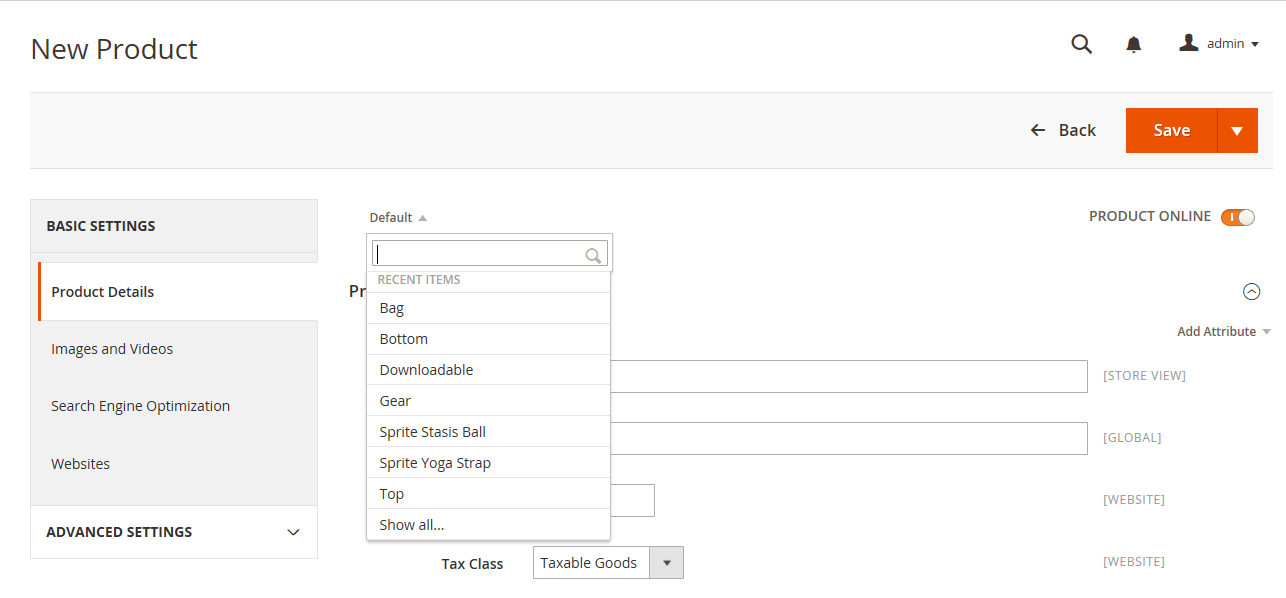 New Product
admin
Back
Save
BASIC SETTINGS
Product Details
Images and Videos
Search Engine Optimization
Websites
ADVANCED SETTINGS
Default
PRODUCT ONLINE
RECENT ITEMS
Bag
Bottom
Downloadable
Gear
Sprite Stasis Ball
Sprite Yoga Strap
Top
Show all...
Pr
Add Attribute
[STORE VIEW]
[GLOBAL]
[WEBSITE]
Tax Class
Taxable Goods
[WEBSITE]